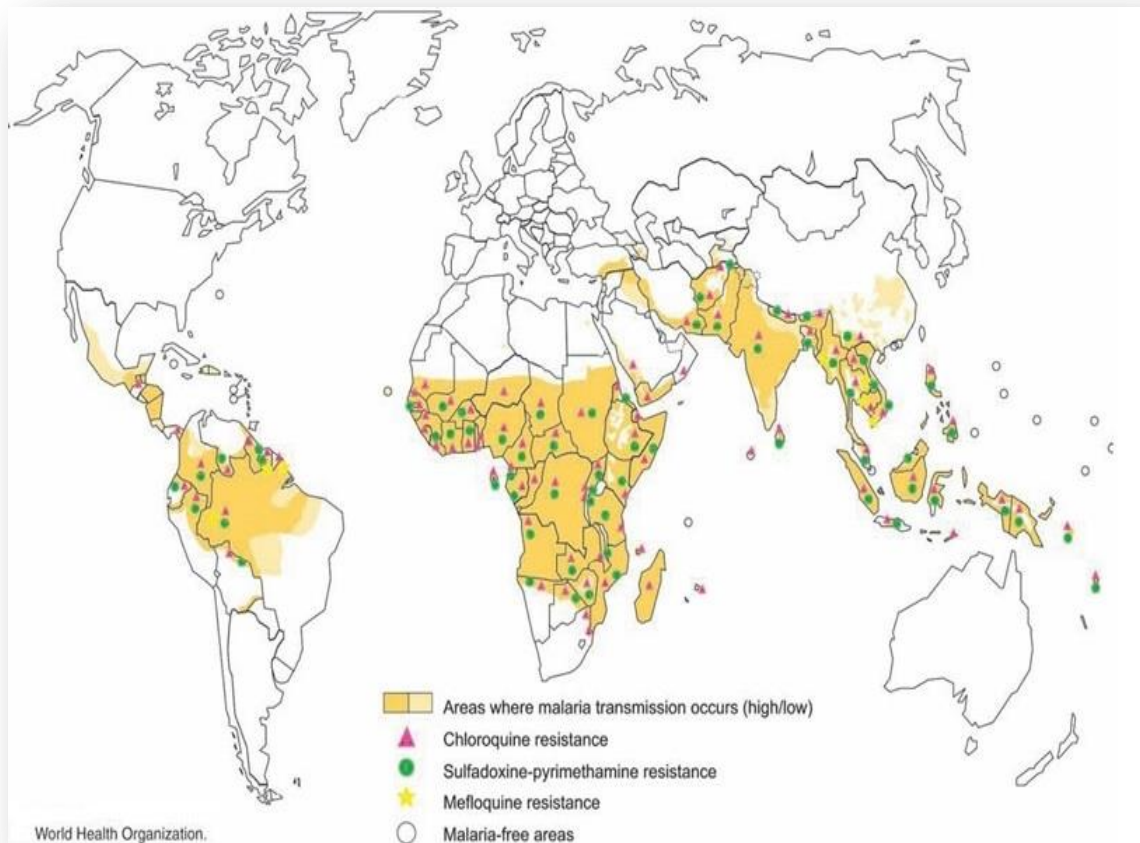 Areas where malaria transmission occurs (high/low)
Chloroquine resistance
Sulfadoxine-pyrimethamine resistance
Mefloquine resistance
Malaria-free areas
World Health Organization.